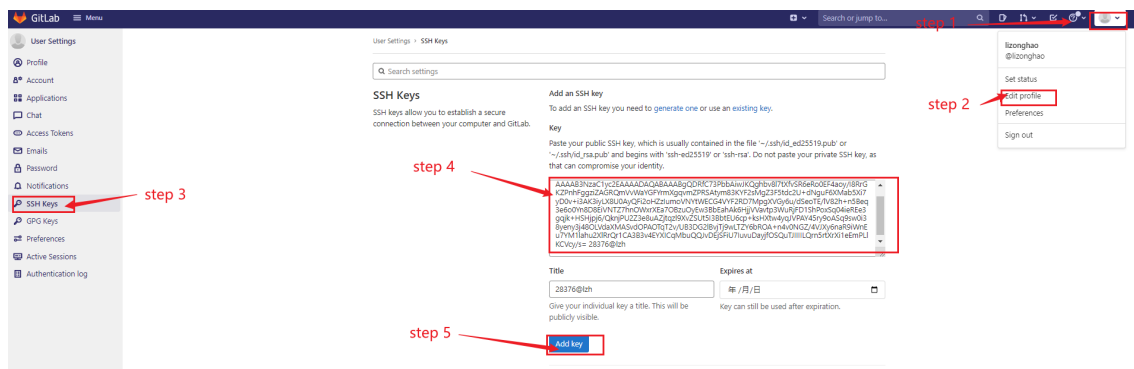 GitLab
Menu
Search or jump to...
step 1
User Settings
Profile
Account
Applications
Chat
Access Tokens
Emails
Password
Notifications
SSH Keys
GPG Keys
Preferences
Active Sessions
Authentication log
step 3
User Settings > SSH Keys
Search settings
SSH Keys
SSH keys allow you to establish a secure
connection between your computer and GitLab.
Add an SSH key
To add an SSH key you need to generate one or use an existing key.
Key
Paste your public SSH key, which is usually contained in the file '~/.ssh/id_ed25519.pub' or
'~/.ssh/id_rsa.pub' and begins with 'ssh-ed25519' or 'ssh-rsa'. Do not paste your private SSH key, as
that can compromise your identity.
step 4
28376@lzh
Title
28376@lzh
Give your individual key a title. This will be
publicly visible.
Expires at
年 /月/日
Key can still be used after expiration.
step 5
Add key
lizonghao
@lizonghao
Set status
step 2
Edit profile
Preferences
Sign out